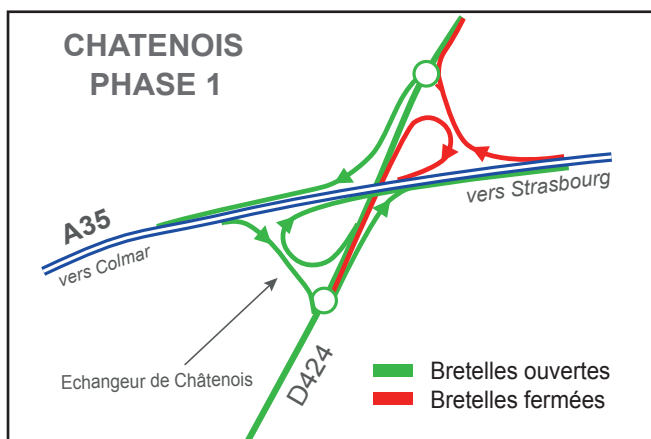 CHATENOIS
PHASE 1
A35
vers Colmar
vers Strasbourg
Echangeur de Châtenois
D424
Bretelles ouvertes
Bretelles fermées